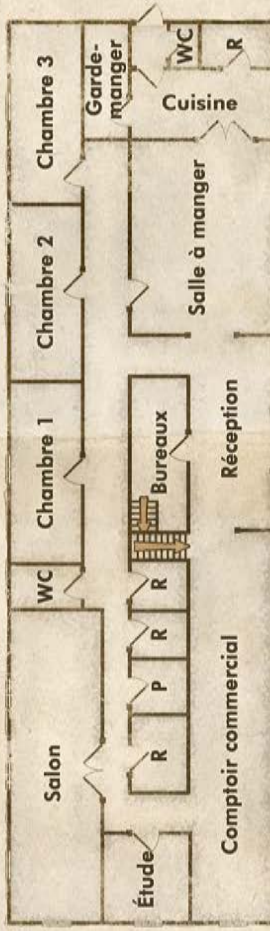 Salon
WC
Chambre 1
Chambre 2
Chambre 3
Garde-
manger
WC
R
Cuisine
Étude
R
P
R
R
Bureaux
Salle à manger
Comptoir commercial
Réception